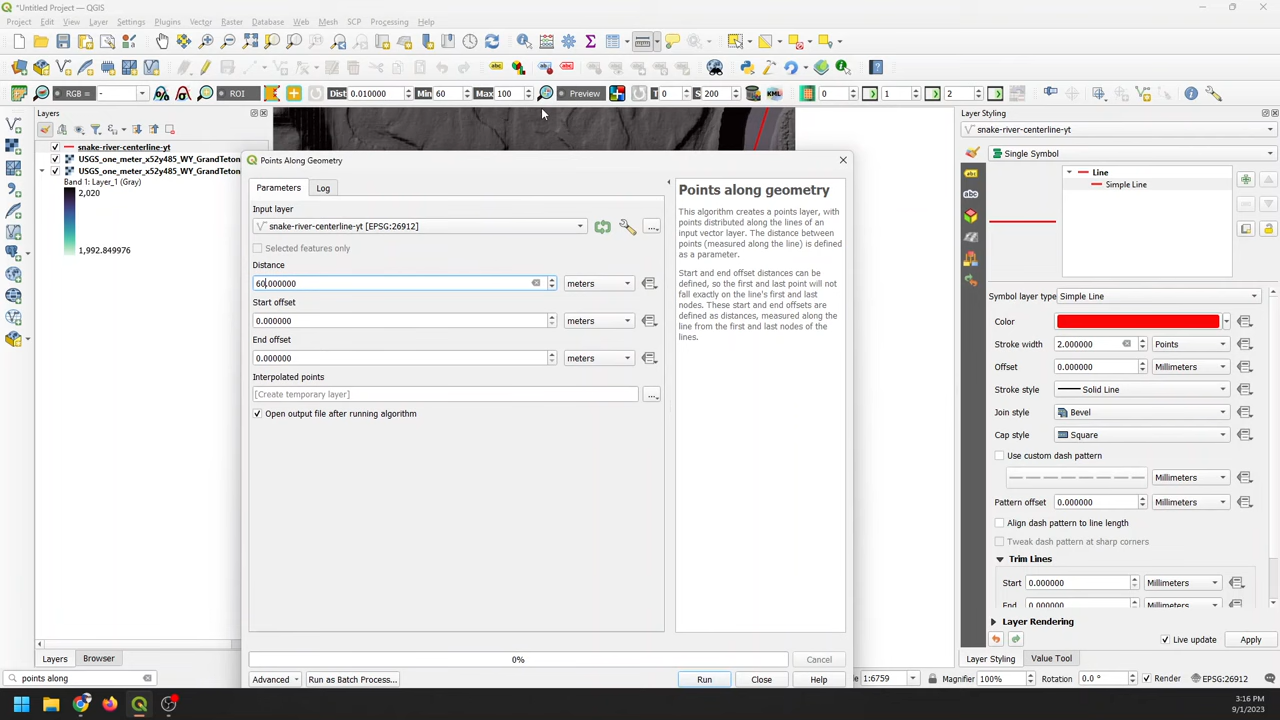 *Untitled Project — QGIS
Project Edit View Layer Settings Plugins Vector Raster Database Web Mesh SCP Processing Help
RGB = - ROI Dist 0.010000 Min 60 Max 100 Preview T 0 S 200 KML 0 1 2
Layers
snake-river-centerline-yt
USGS_one_meter_x52y485_WY_GrandTeton
USGS_one_meter_x52y485_WY_GrandTeton
Band 1: Layer_1 (Gray)
2,020
1,992.849976
Points Along Geometry
Parameters Log
Input layer
snake-river-centerline-yt [EPSG:26912]
...
Selected features only
Distance
60.000000 meters
Start offset
0.000000 meters
End offset
0.000000 meters
Interpolated points
[Create temporary layer] ...
Open output file after running algorithm
Points along geometry
This algorithm creates a points layer, with
points distributed along the lines of an
input vector layer. The distance between
points (measured along the line) is defined
as a parameter.
Start and end offset distances can be
defined, so the first and last point will
not fall exactly on the line's first and last
nodes. These start and end offsets are
defined as distances, measured along the
line from the first and last nodes of the
lines.
0% Cancel
Advanced Run as Batch Process... Run Close Help
Layer Styling
snake-river-centerline-yt
Single Symbol
Line
Simple Line
Symbol layer type Simple Line
Color
Stroke width 2.000000 Points
Offset 0.000000 Millimeters
Stroke style Solid Line
Join style Bevel
Cap style Square
Use custom dash pattern
Millimeters
Pattern offset 0.000000 Millimeters
Align dash pattern to line length
Tweak dash pattern at sharp corners
Trim Lines
Start 0.000000 Millimeters
End 0.000000 Millimeters
Layer Rendering
Live update Apply
Layers Browser
Layer Styling Value Tool
points along
1:6759 Magnifier 100% Rotation 0.0 ° Render EPSG:26912
3:16 PM
9/1/2023